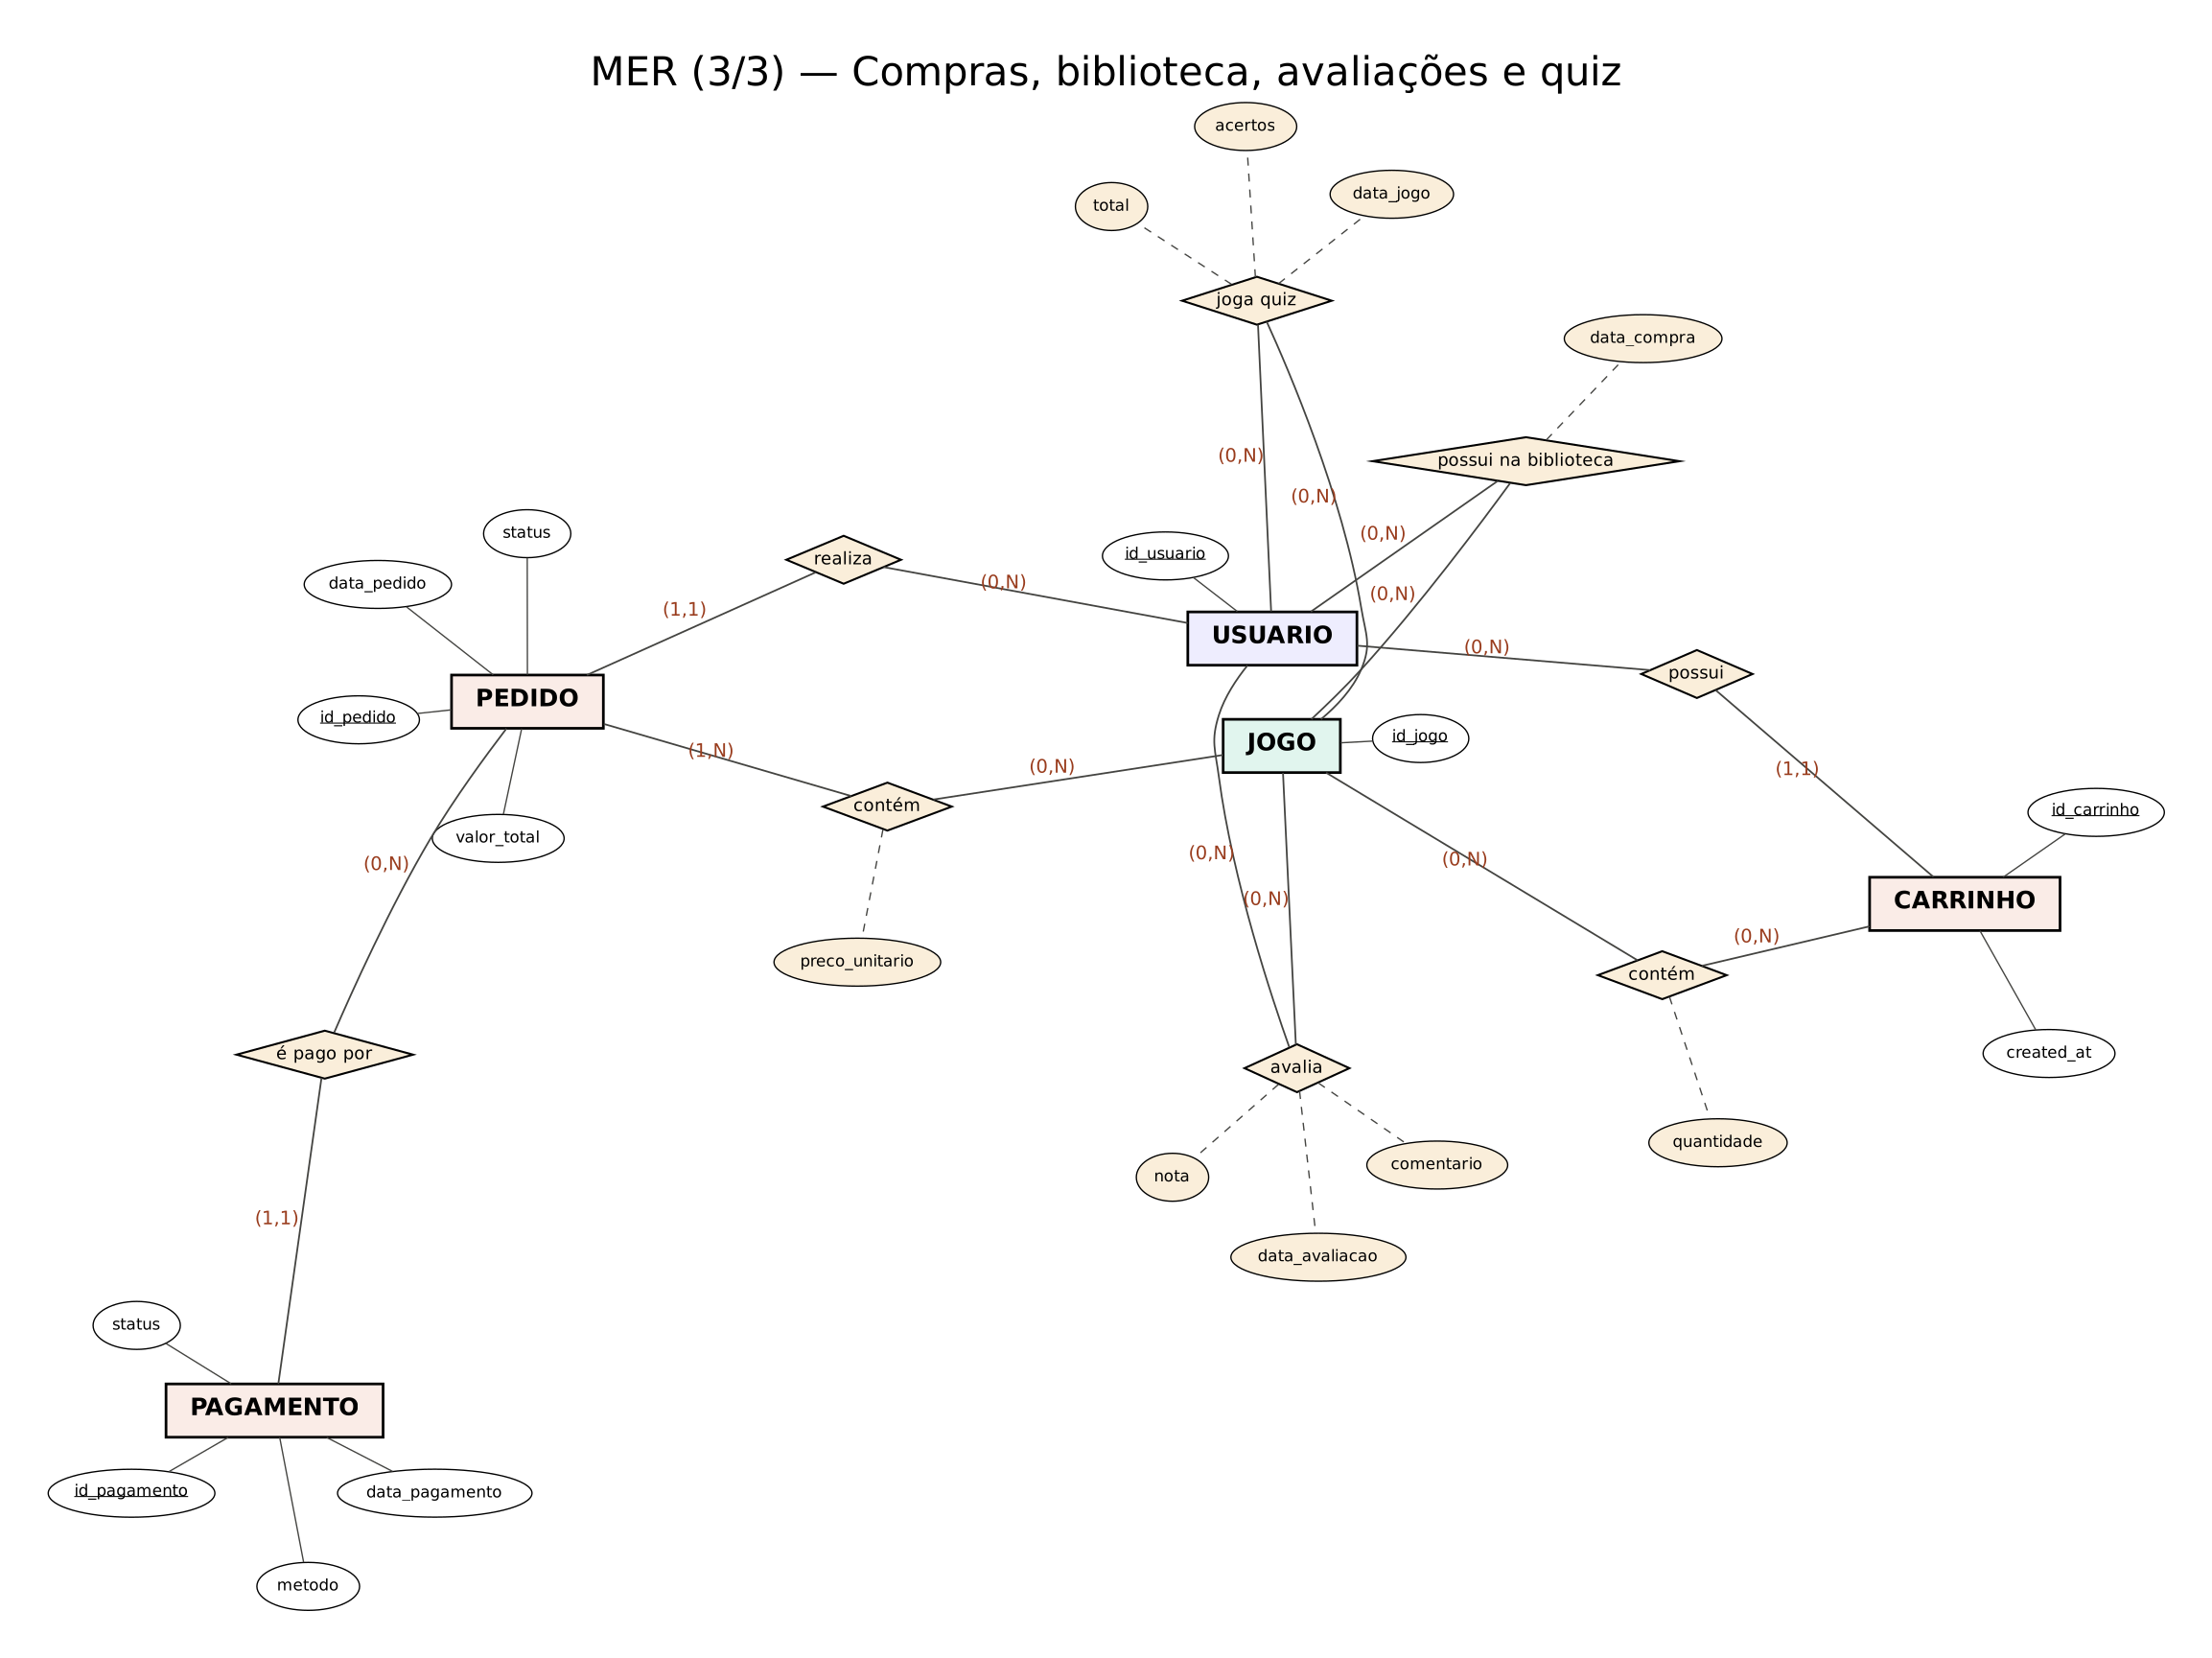 MER (3/3) — Compras, biblioteca, avaliações e quiz
acertos
total
data_jogo
joga quiz
data_compra
(0,N)
possui na biblioteca
(0,N)
status
(0,N)
realiza
id_usuario
data_pedido
(0,N)
(0,N)
(1,1)
USUARIO
(0,N)
possui
PEDIDO
id_pedido
JOGO
id_jogo
(1,N)
(0,N)
(1,1)
contém
id_carrinho
valor_total
(0,N)
(0,N)
(0,N)
(0,N)
CARRINHO
(0,N)
preco_unitario
contém
é pago por
avalia
created_at
quantidade
comentario
nota
(1,1)
data_avaliacao
status
PAGAMENTO
id_pagamento
data_pagamento
metodo